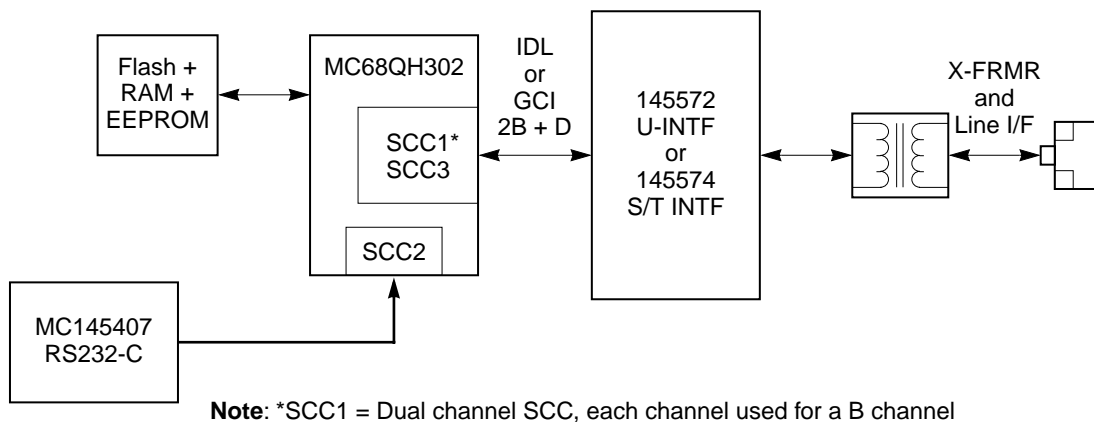 Flash +
RAM +
EEPROM
MC68QH302
SCC1*
SCC3
SCC2
IDL
or
GCI
2B + D
145572
U-INTF
or
145574
S/T INTF
X-FRMR
and
Line I/F
MC145407
RS232-C
Note: *SCC1 = Dual channel SCC, each channel used for a B channel